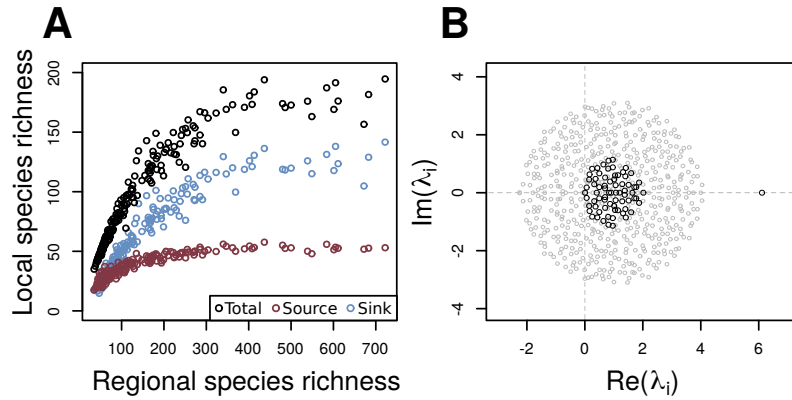 A
Local species richness
0 50 100 150 200
100 200 300 400 500 600 700
Regional species richness
Total Source Sink
B
Im(λi)
-4 -2 0 2 4
-2 0 2 4 6
Re(λi)